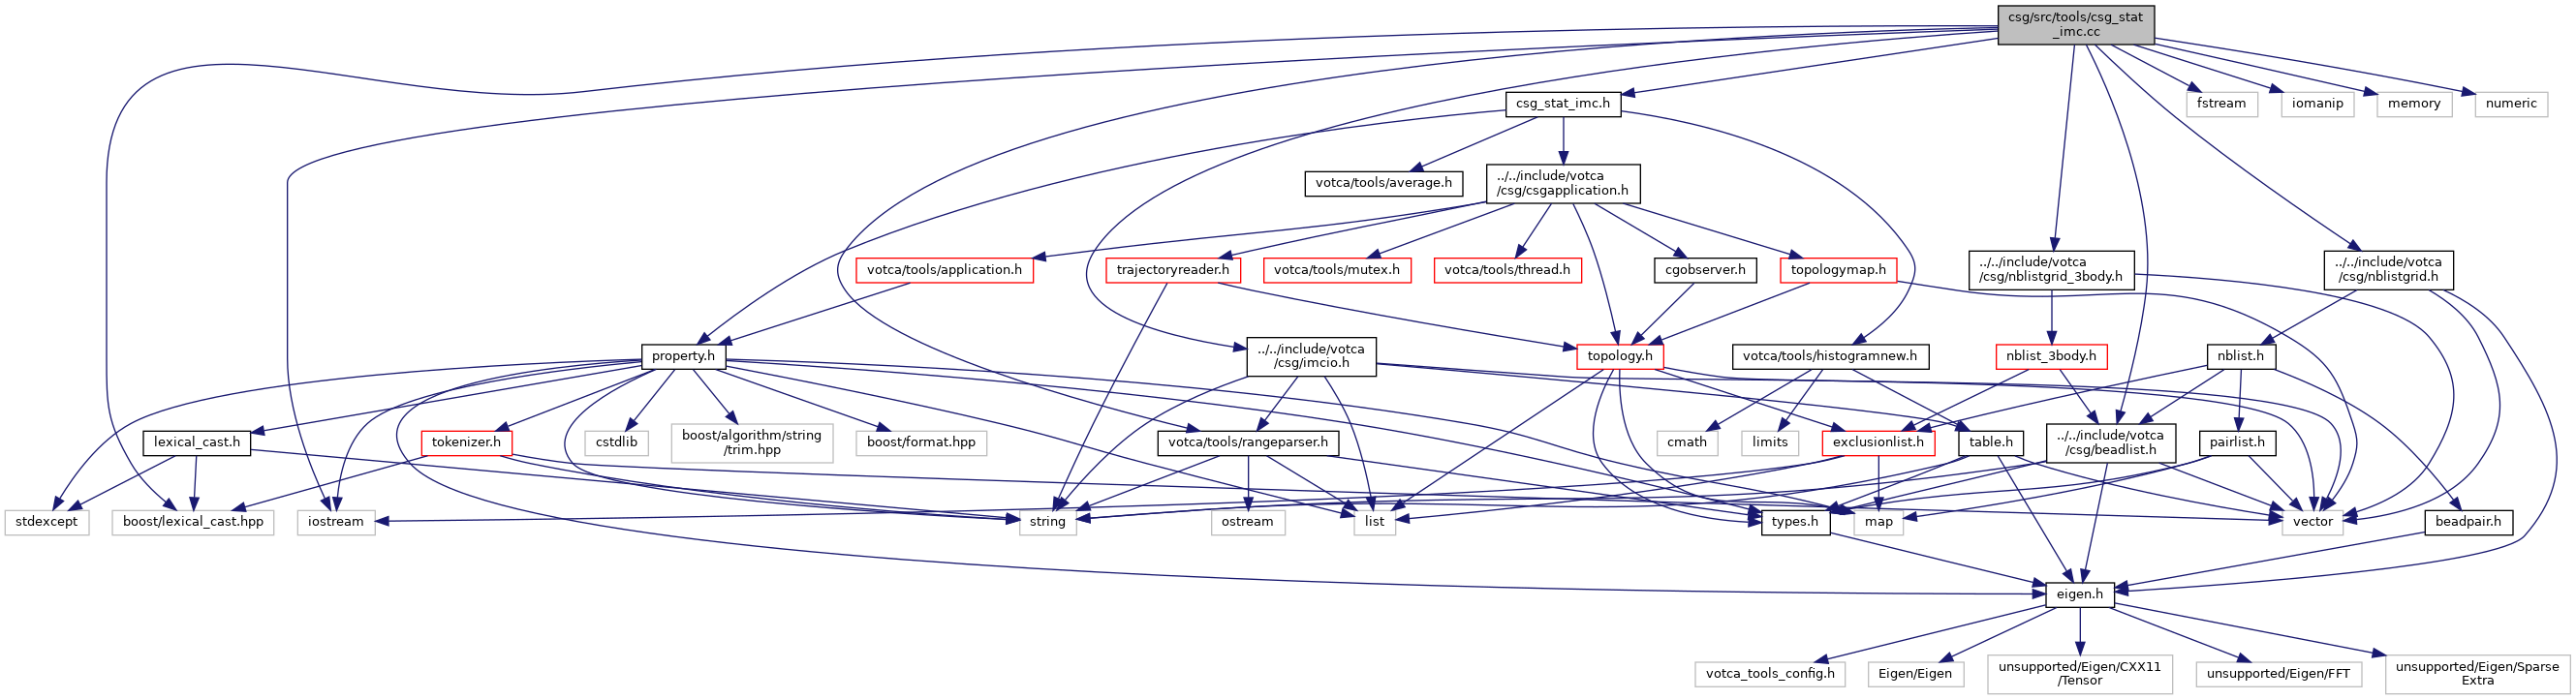 csg/src/tools/csg_stat
_imc.cc
csg_stat_imc.h
fstream
iomanip
memory
numeric
votca/tools/average.h
../../include/votca
/csg/csgapplication.h
votca/tools/application.h
trajectoryreader.h
votca/tools/mutex.h
votca/tools/thread.h
cgobserver.h
topologymap.h
../../include/votca
/csg/nblistgrid_3body.h
../../include/votca
/csg/nblistgrid.h
property.h
../../include/votca
/csg/imcio.h
topology.h
votca/tools/histogramnew.h
nblist_3body.h
nblist.h
lexical_cast.h
tokenizer.h
cstdlib
boost/algorithm/string
/trim.hpp
boost/format.hpp
votca/tools/rangeparser.h
cmath
limits
exclusionlist.h
table.h
../../include/votca
/csg/beadlist.h
pairlist.h
stdexcept
boost/lexical_cast.hpp
iostream
string
ostream
list
types.h
map
vector
beadpair.h
eigen.h
votca_tools_config.h
Eigen/Eigen
unsupported/Eigen/CXX11
/Tensor
unsupported/Eigen/FFT
unsupported/Eigen/Sparse
Extra